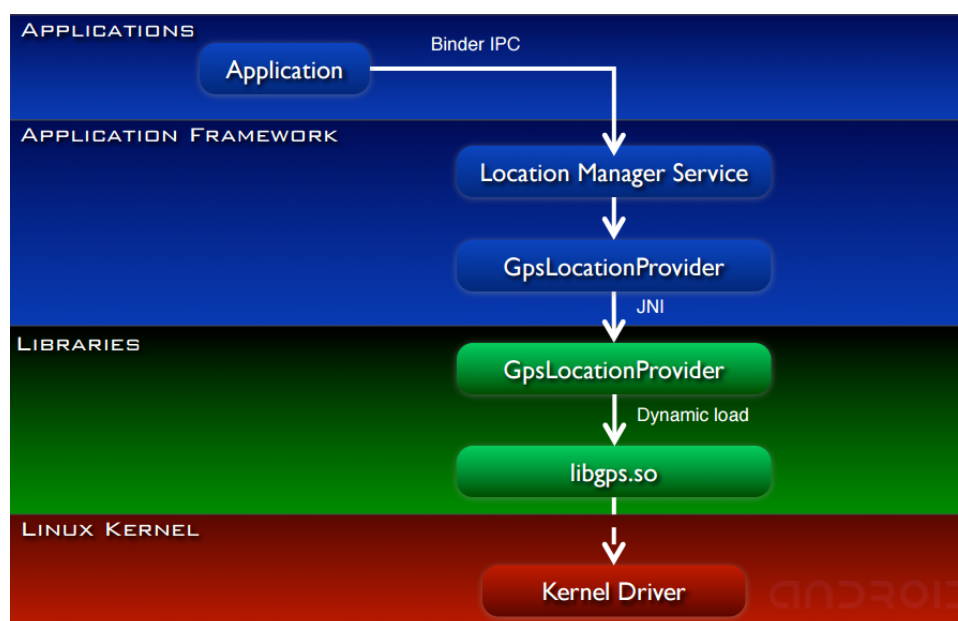 APPLICATIONS
Binder IPC
Application
APPLICATION FRAMEWORK
Location Manager Service
GpsLocationProvider
JNI
LIBRARIES
GpsLocationProvider
Dynamic load
libgps.so
LINUX KERNEL
Kernel Driver
ANDROID